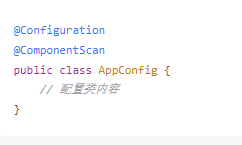 @Configuration
@ComponentScan
public class AppConfig {
    // 配置类内容
}